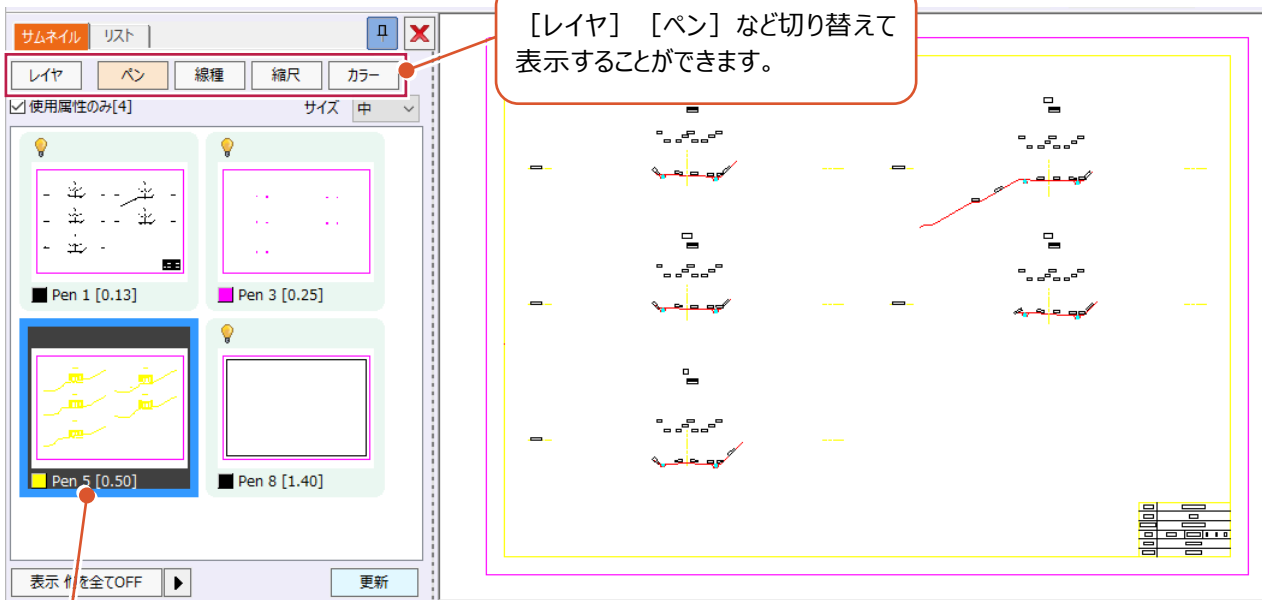 ［レイヤ］［ペン］など切り替えて
表示することができます。
サムネイル リスト
レイヤ ペン 線種 縮尺 カラー
使用属性のみ[4] サイズ 中
Pen 1 [0.13] Pen 3 [0.25]
Pen 5 [0.50] Pen 8 [1.40]
表示 他を全てOFF 更新